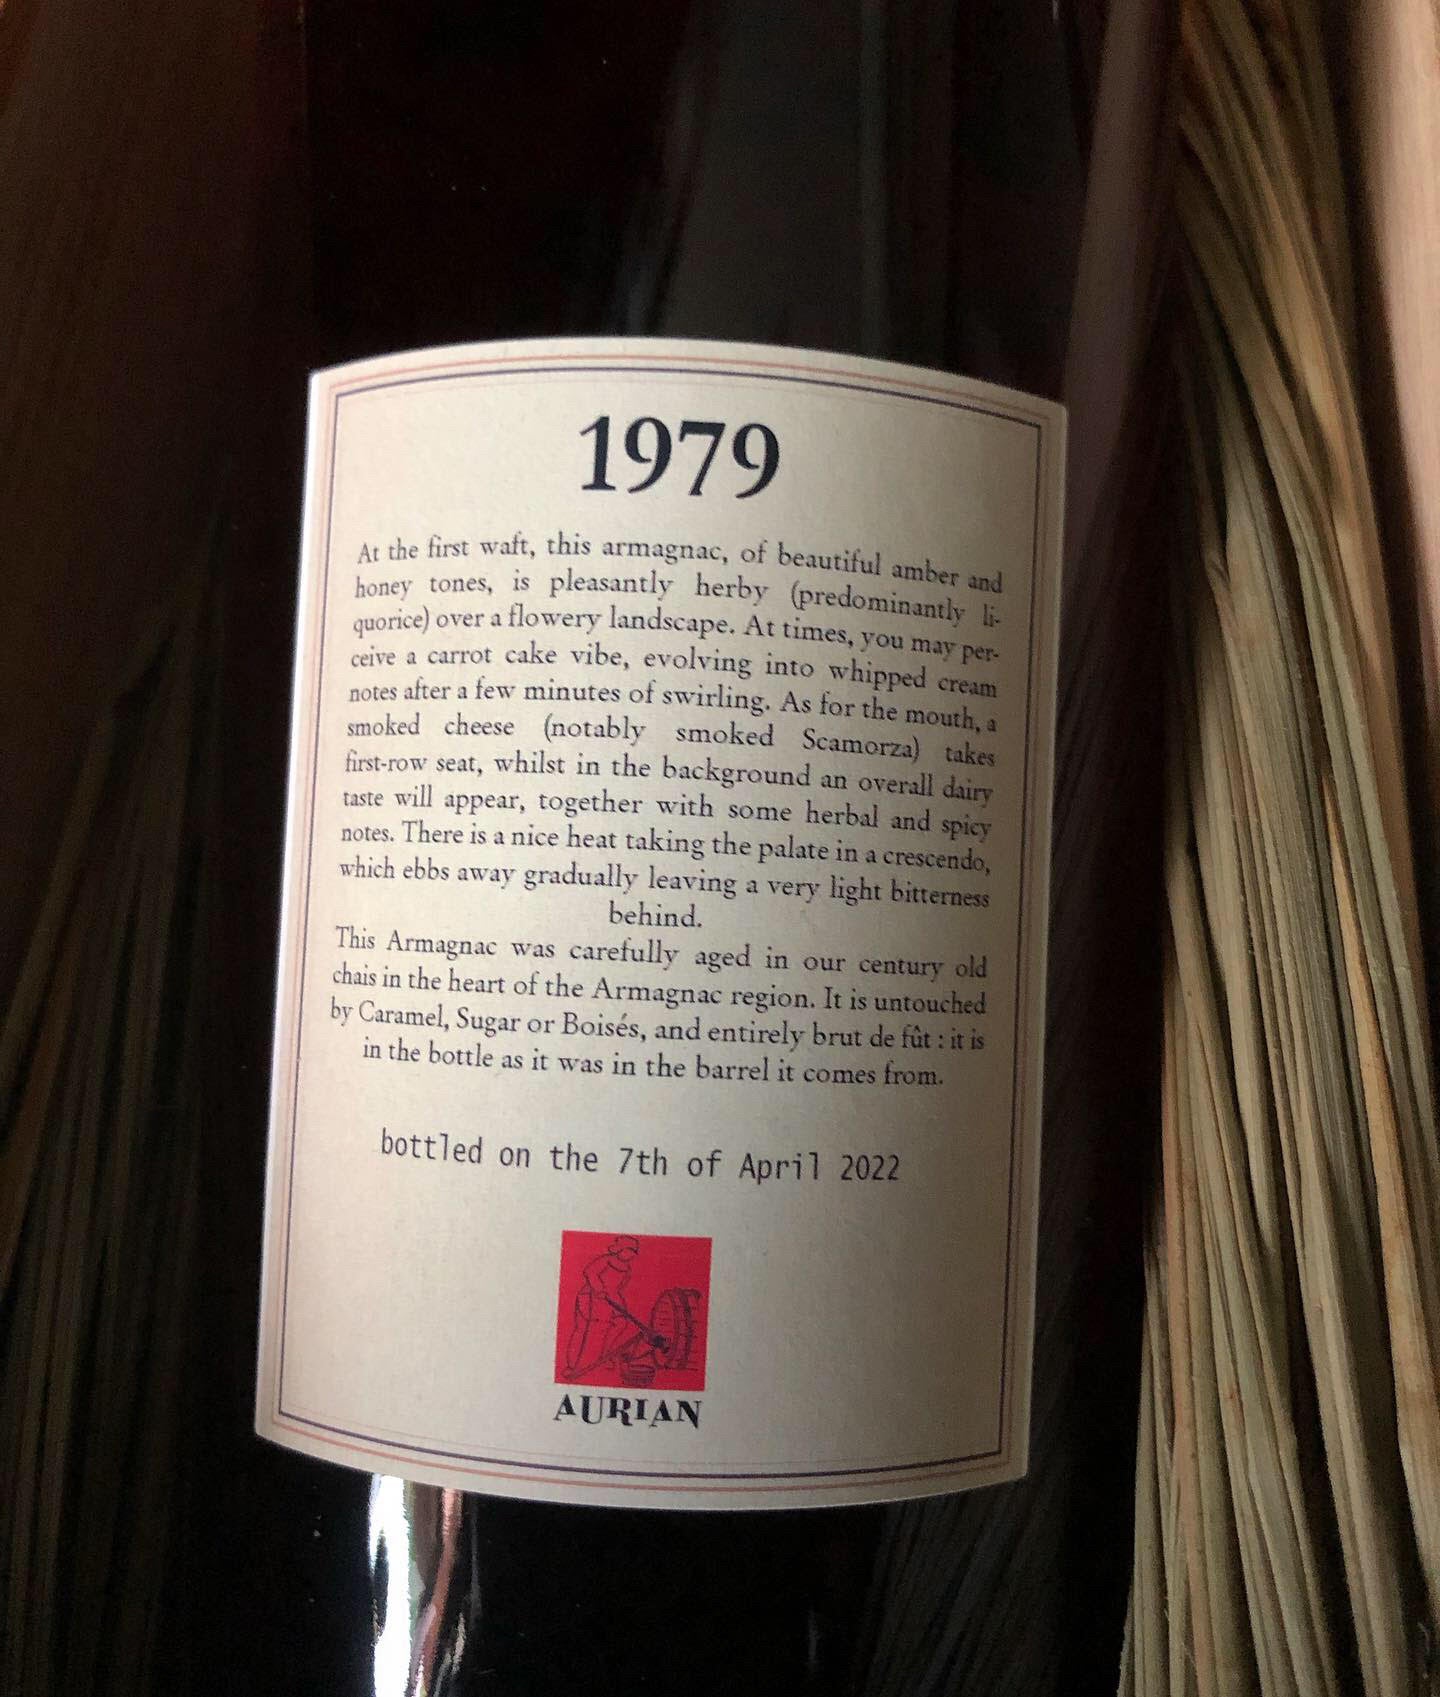 1979
At the first waft, this armagnac, of beautiful amber and
honey tones, is pleasantly herby (predominantly li-
quorice) over a flowery landscape. At times, you may per-
ceive a carrot cake vibe, evolving into whipped cream
notes after a few minutes of swirling. As for the mouth, a
smoked cheese (notably smoked Scamorza) takes
first-row seat, whilst in the background an overall dairy
taste will appear, together with some herbal and spicy
notes. There is a nice heat taking the palate in a crescendo,
which ebbs away gradually leaving a very light bitterness
behind.
This Armagnac was carefully aged in our century old
chais in the heart of the Armagnac region. It is untouched
by Caramel, Sugar or Boisés, and entirely brut de fût : it is
in the bottle as it was in the barrel it comes from.
bottled on the 7th of April 2022
AURIAN